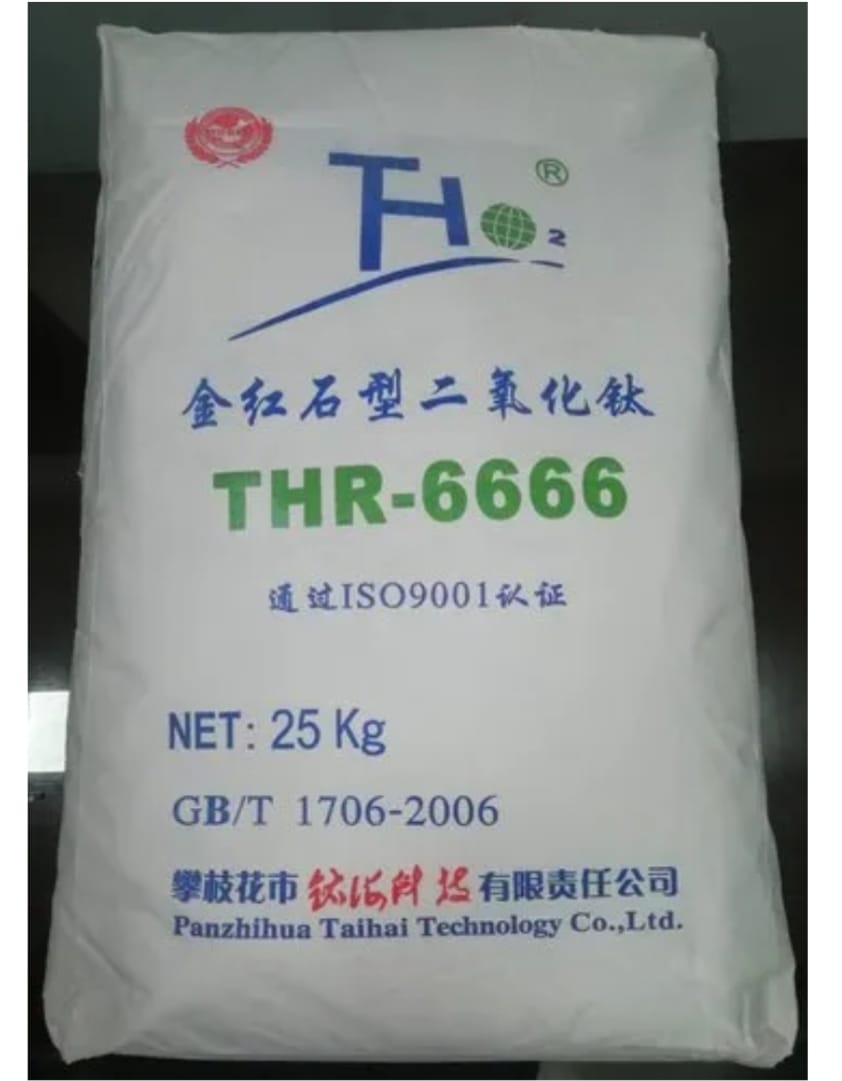 TH 2 ®
金红石型二氧化钛
THR-6666
通过ISO9001认证
NET: 25 Kg
GB/T 1706-2006
攀枝花市钛海科技有限责任公司
Panzhihua Taihai Technology Co.,Ltd.